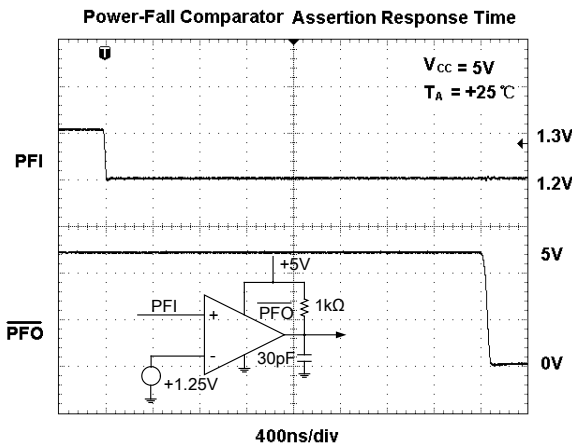 Power-Fall Comparator Assertion Response Time
T
VCC = 5V
TA = +25℃
PFI
1.3V
1.2V
5V
+5V
PFI
PFO
1kΩ
+
-
PFO
30pF
+1.25V
0V
400ns/div